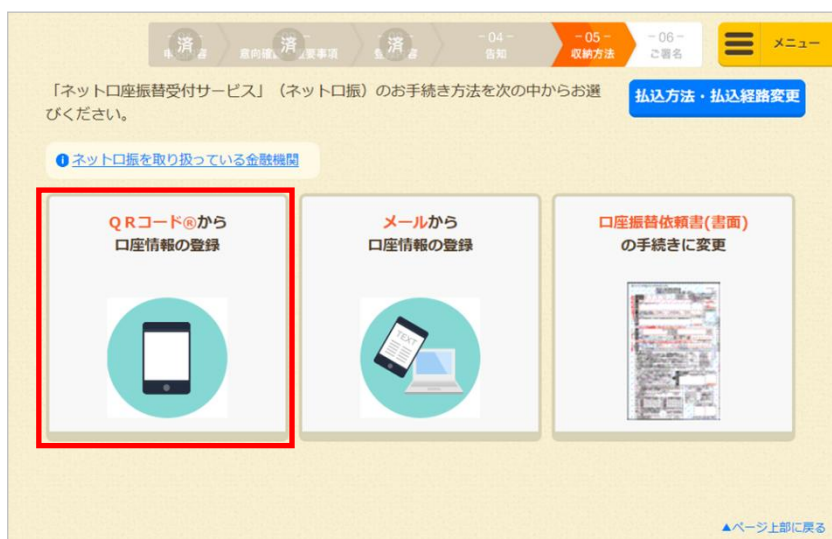 済
済
済
- 04 -
告知
- 05 -
収納方法
- 06 -
ご署名
メニュー
「ネット口座振替受付サービス」（ネット口振）のお手続き方法を次の中からお選
びください。
払込方法・払込経路変更
ネット口振を取り扱っている金融機関
QRコード®から
口座情報の登録
メールから
口座情報の登録
口座振替依頼書(書面)
の手続きに変更
TEXT
▲ページ上部に戻る